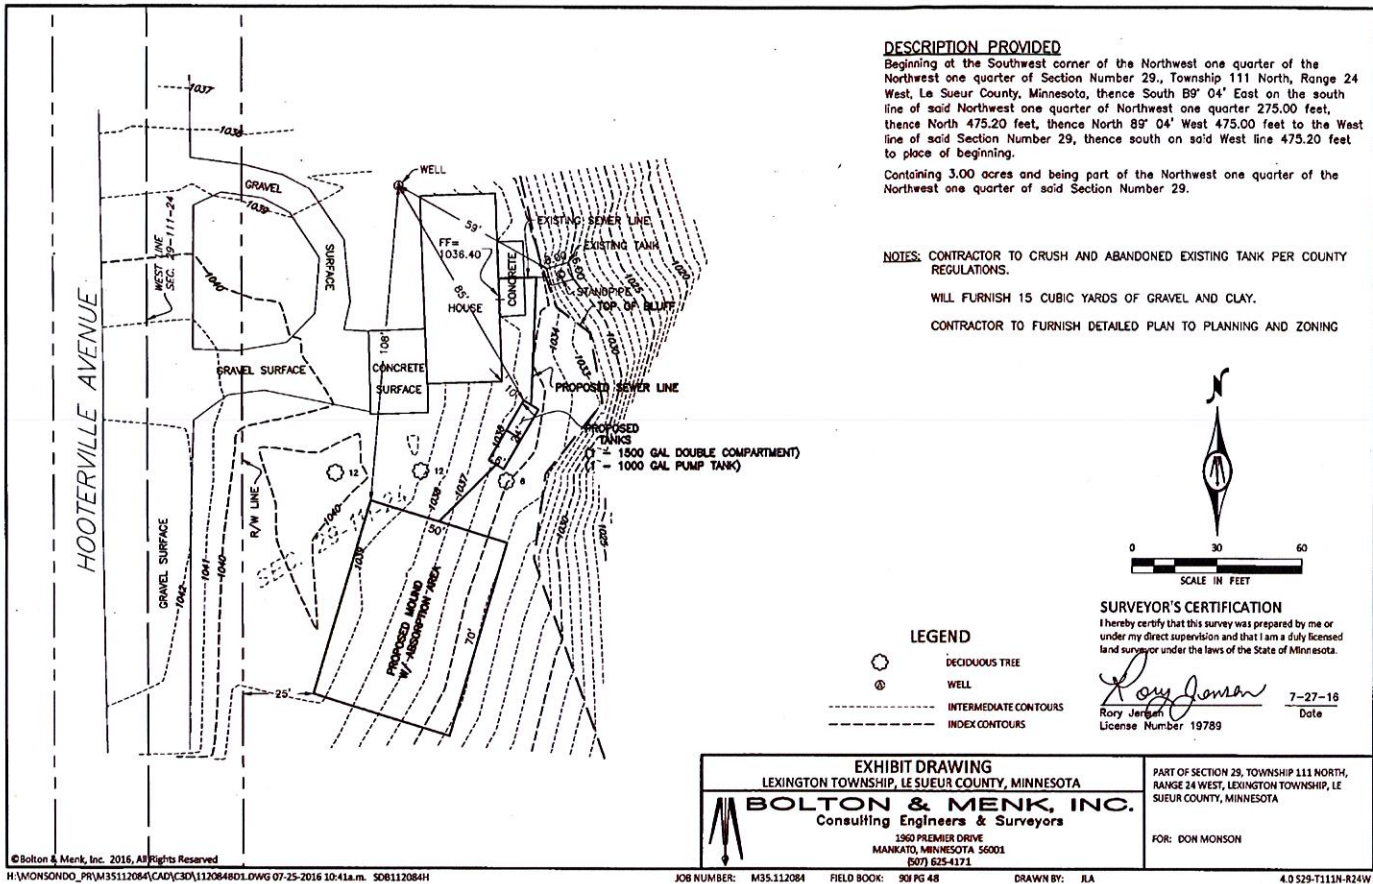 DESCRIPTION PROVIDED
Beginning at the Southwest corner of the Northwest one quarter of the
Northwest one quarter of Section Number 29., Township 111 North, Range 24
West, Le Sueur County, Minnesota, thence South B9° 04' East on the south
line of said Northwest one quarter of Northwest one quarter 275.00 feet,
thence North 475.20 feet, thence North 89° 04' West 475.00 feet to the West
line of said Section Number 29, thence south on said West line 475.20 feet
to place of beginning.
Containing 3.00 acres and being part of the Northwest one quarter of the
Northwest one quarter of said Section Number 29.
NOTES: CONTRACTOR TO CRUSH AND ABANDONED EXISTING TANK PER COUNTY
REGULATIONS.
WILL FURNISH 15 CUBIC YARDS OF GRAVEL AND CLAY.
CONTRACTOR TO FURNISH DETAILED PLAN TO PLANNING AND ZONING
1037
1038
WELL
GRAVEL
1039
SURFACE
WEST LINE
SEC. 29-111-24
1040
59'
EXISTING SEWER LINE
FF=
1036.40
EXISTING TANK
CONCRETE
STANDPIPE
TOP OF BLUFF
1020
1025
1030
85'
HOUSE
108'
1034
1033
HOOTERVILLE AVENUE
GRAVEL SURFACE
CONCRETE
SURFACE
10'
PROPOSED SEWER LINE
1038
24'
6'
PROPOSED
TANKS
(1 - 1500 GAL DOUBLE COMPARTMENT)
(1 - 1000 GAL PUMP TANK)
12
12
6
R/W LINE
1040
1038
1037
50'
1030
1025
GRAVEL SURFACE
1042
1041
1040
1039
PROPOSED MOUND
W/ ABSORPTION AREA
70'
25'
N
0 30 60
SCALE IN FEET
SURVEYOR'S CERTIFICATION
I hereby certify that this survey was prepared by me or
under my direct supervision and that I am a duly licensed
land surveyor under the laws of the State of Minnesota.
Rory Jensen 7-27-16
Rory Jensen Date
License Number 19789
LEGEND
DECIDUOUS TREE
WELL
INTERMEDIATE CONTOURS
INDEX CONTOURS
EXHIBIT DRAWING
LEXINGTON TOWNSHIP, LE SUEUR COUNTY, MINNESOTA
BOLTON & MENK, INC.
Consulting Engineers & Surveyors
1960 PREMIER DRIVE
MANKATO, MINNESOTA 56001
(507) 625-4171
PART OF SECTION 29, TOWNSHIP 111 NORTH,
RANGE 24 WEST, LEXINGTON TOWNSHIP, LE
SUEUR COUNTY, MINNESOTA
FOR: DON MONSON
©Bolton & Menk, Inc. 2016, All Rights Reserved
H:\MONSONDO_PR\M35112084\CAD\C3D\112084BD1.DWG 07-25-2016 10:41a.m. SDB112084H
JOB NUMBER: M35.112084 FIELD BOOK: 901 PG 48 DRAWN BY: JLA 4.0 S29-T111N-R24W